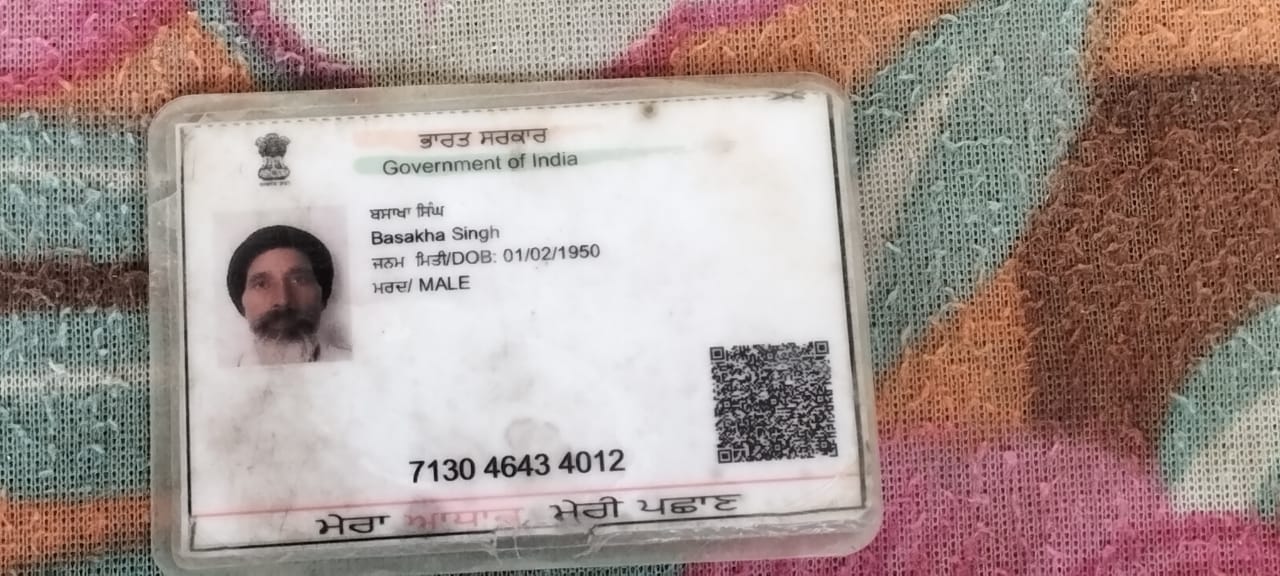 ਭਾਰਤ ਸਰਕਾਰ
Government of India
ਬਸਾਖਾ ਸਿੰਘ
Basakha Singh
ਜਨਮ ਮਿਤੀ/DOB: 01/02/1950
ਮਰਦ/ MALE
7130 4643 4012
ਮੇਰਾ ਆਧਾਰ, ਮੇਰੀ ਪਛਾਣ